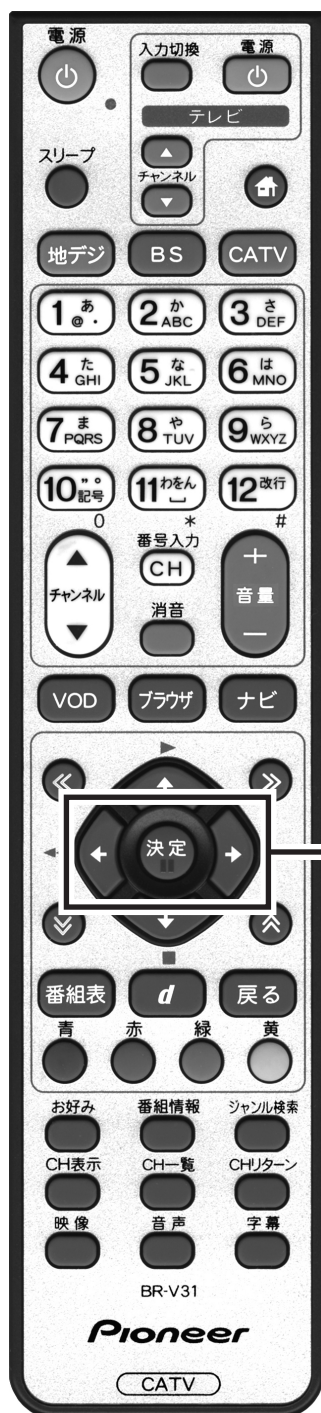 電源
入力切換 電源
テレビ
スリープ
チャンネル
地デジ BS CATV
1 あ @. 2 か ABC 3 さ DEF
4 た GHI 5 な JKL 6 は MNO
7 ま PQRS 8 や TUV 9 ら WXYZ
10 ゛゜ 記号 11 わをん 12 改行
0 * #
番号入力
CH
チャンネル
+
音量
−
消音
VOD ブラウザ ナビ
決定
番組表 d 戻る
青 赤 緑 黄
お好み 番組情報 ジャンル検索
CH表示 CH一覧 CHリターン
映像 音声 字幕
BR-V31
Pioneer
CATV